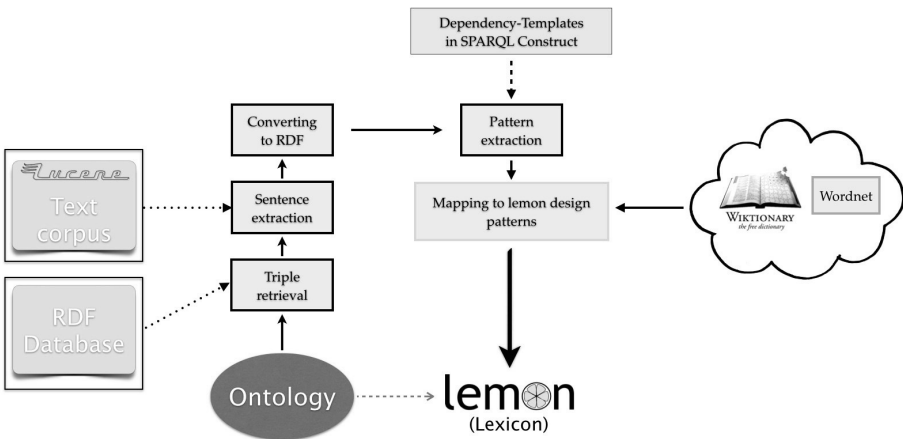 Dependency-Templates
in SPARQL Construct
Converting
to RDF
Pattern
extraction
Lucene
Text
corpus
Sentence
extraction
Mapping to lemon design
patterns
WIKTIONARY
the free dictionary
Wordnet
Triple
retrieval
RDF
Database
Ontology
lemon
(Lexicon)